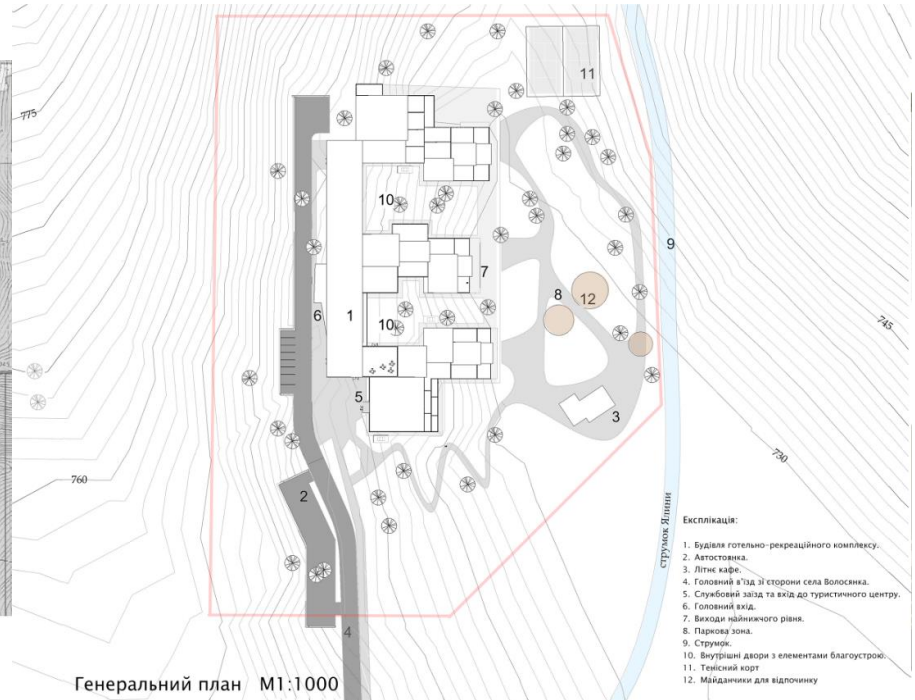 775
11
10
9
7
8
12
745
1
6
10
5
3
730
760
2
струмок Ялини
4
Генеральний план М1:1000
Експлікація:
1. Будівля готельно-рекреаційного комплексу.
2. Автостоянка.
3. Літнє кафе.
4. Головний в'їзд зі сторони села Волосянка.
5. Службовий заїзд та вхід до туристичного центру.
6. Головний вхід.
7. Виходи найнижчого рівня.
8. Паркова зона.
9. Струмок.
10. Внутрішні двори з елементами благоустрою.
11. Тенісний корт
12. Майданчики для відпочинку